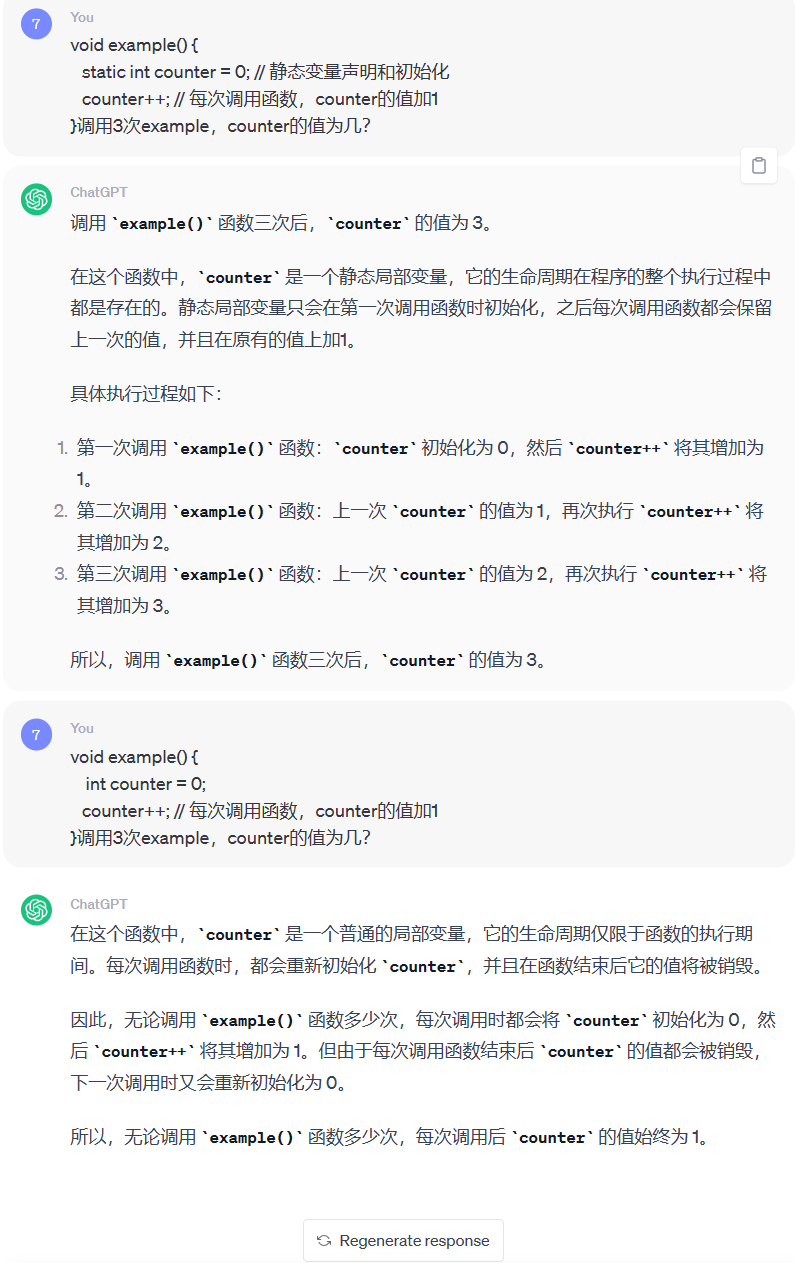 7
You
void example() {
static int counter = 0; // 静态变量声明和初始化
counter++; // 每次调用函数，counter的值加1
}调用3次example，counter的值为几?
ChatGPT
调用 `example()` 函数三次后，`counter` 的值为 3。
在这个函数中，`counter` 是一个静态局部变量，它的生命周期在程序的整个执行过程中
都是存在的。静态局部变量只会在第一次调用函数时初始化，之后每次调用函数都会保留
上一次的值，并且在原有的值上加1。
具体执行过程如下：
1. 第一次调用 `example()` 函数：`counter` 初始化为 0，然后 `counter++` 将其增加为
1。
2. 第二次调用 `example()` 函数：上一次 `counter` 的值为 1，再次执行 `counter++` 将
其增加为 2。
3. 第三次调用 `example()` 函数：上一次 `counter` 的值为 2，再次执行 `counter++` 将
其增加为 3。
所以，调用 `example()` 函数三次后，`counter` 的值为 3。
7
You
void example() {
int counter = 0;
counter++; // 每次调用函数，counter的值加1
}调用3次example，counter的值为几?
ChatGPT
在这个函数中，`counter` 是一个普通的局部变量，它的生命周期仅限于函数的执行期
间。每次调用函数时，都会重新初始化 `counter`，并且在函数结束后它的值将被销毁。
因此，无论调用 `example()` 函数多少次，每次调用时都会将 `counter` 初始化为 0，然
后 `counter++` 将其增加为 1。但由于每次调用函数结束后 `counter` 的值都会被销毁，
下一次调用时又会重新初始化为 0。
所以，无论调用 `example()` 函数多少次，每次调用后 `counter` 的值始终为 1。
Regenerate response